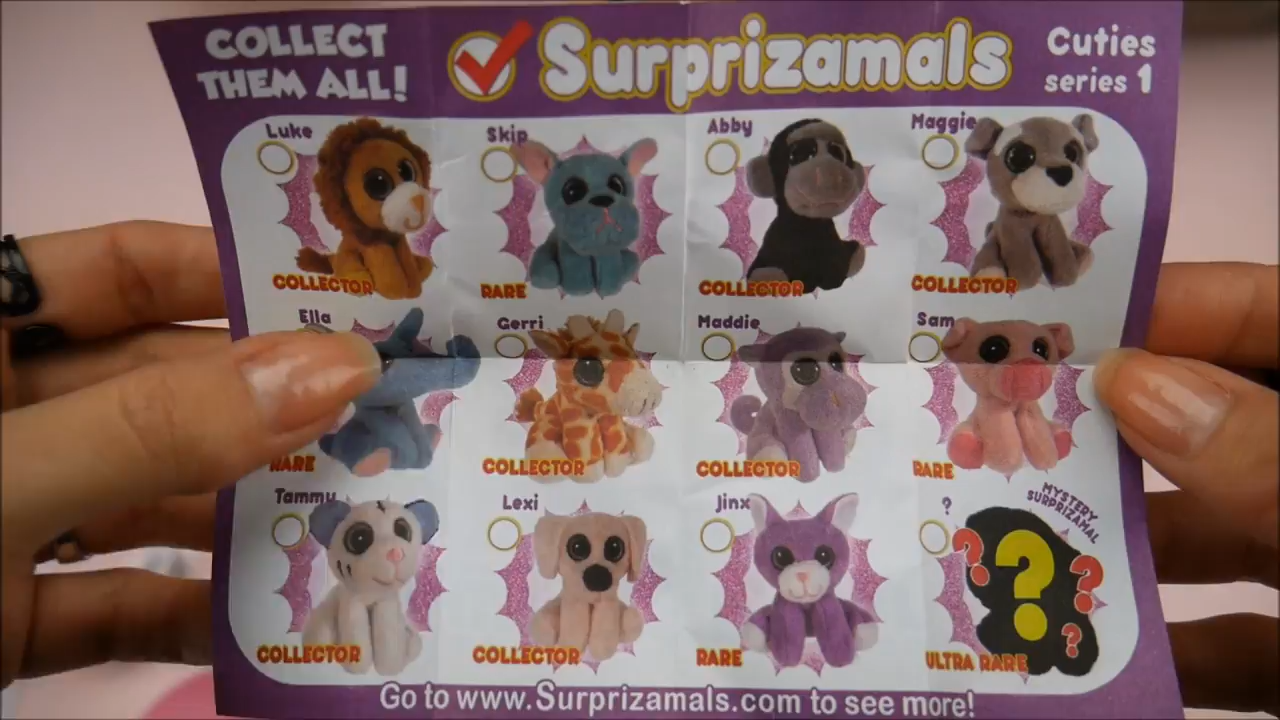 COLLECT
THEM ALL!
Surprizamals
Cuties
series 1
Luke
COLLECTOR
Skip
RARE
Abby
COLLECTOR
Maggie
COLLECTOR
Ella
RARE
Gerri
COLLECTOR
Maddie
COLLECTOR
Sam
RARE
Tammy
COLLECTOR
Lexi
COLLECTOR
Jinx
RARE
?
MYSTERY
SURPRIZAMAL
? ? ? ?
ULTRA RARE
Go to www.Surprizamals.com to see more!